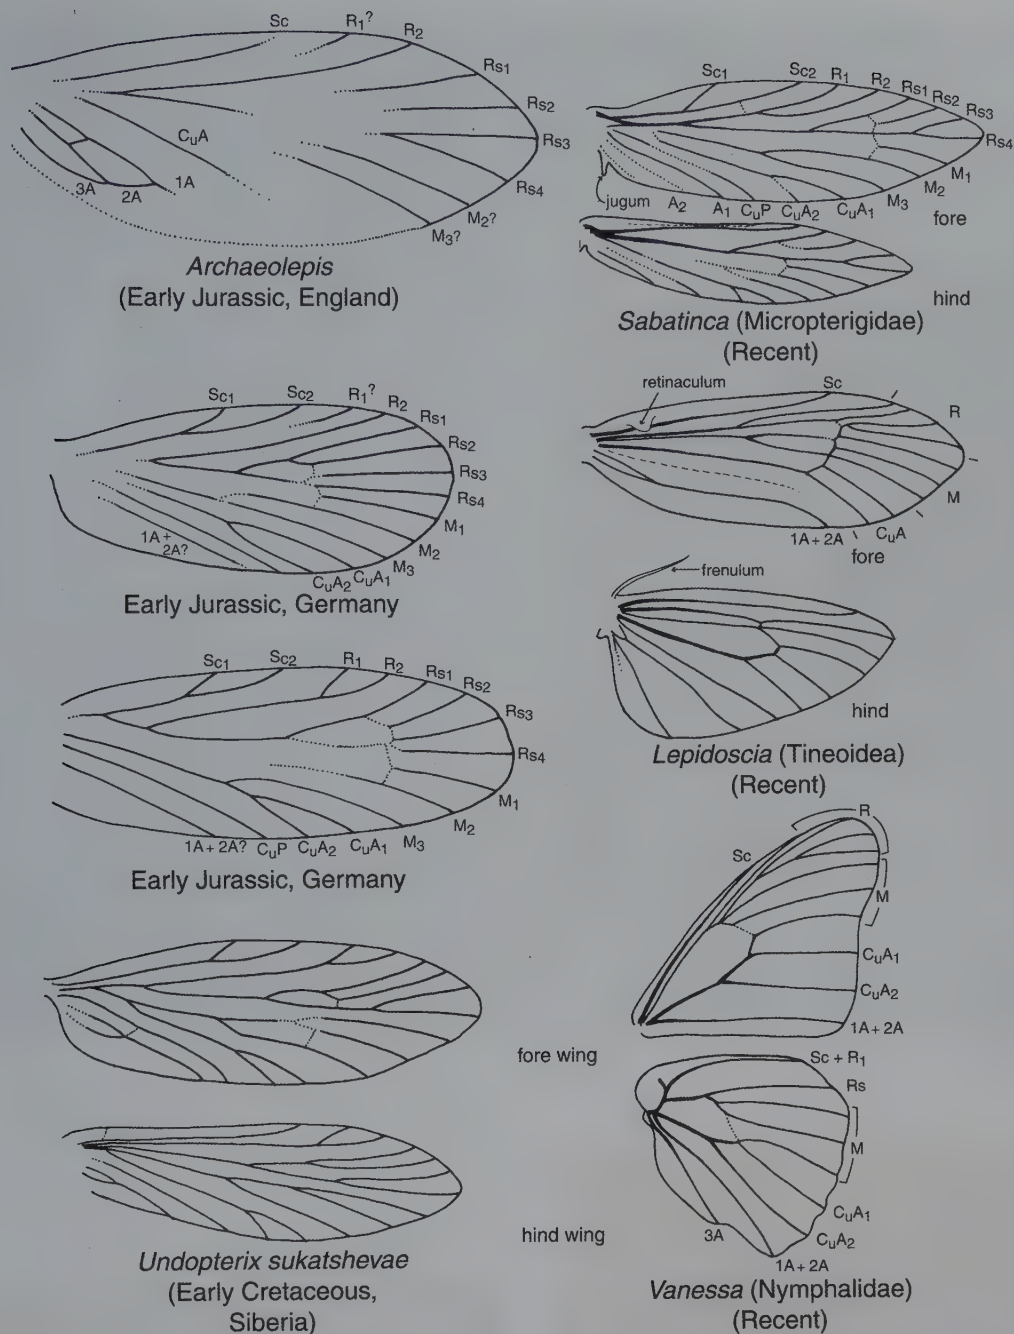 Sc R1? R2
Rs1
Rs2
Rs3
Rs4
M2?
M3?
CuA
1A
2A
3A
Archaeolepis
(Early Jurassic, England)
Sc1 Sc2 R1? R2
Rs1
Rs2
Rs3
Rs4
M1
M2
M3
CuA1
CuA2
1A +
2A?
Early Jurassic, Germany
Sc1 Sc2 R1 R2 Rs1 Rs2
Rs3
Rs4
M1
M2
M3
1A + 2A? CuP CuA2 CuA1
Early Jurassic, Germany
Undopterix sukatshevae
(Early Cretaceous,
Siberia)
Sc1 Sc2 R1 R2 Rs1 Rs2 Rs3
Rs4
M1
M2
M3
jugum A2 A1 CuP CuA2 CuA1
fore
hind
Sabatinca (Micropterigidae)
(Recent)
retinaculum Sc
R
M
CuA
1A + 2A
fore
frenulum
hind
Lepidoscia (Tineoidea)
(Recent)
R
Sc
M
CuA1
CuA2
1A + 2A
fore wing
Sc + R1
Rs
M
CuA1
CuA2
3A
1A + 2A
hind wing
Vanessa (Nymphalidae)
(Recent)